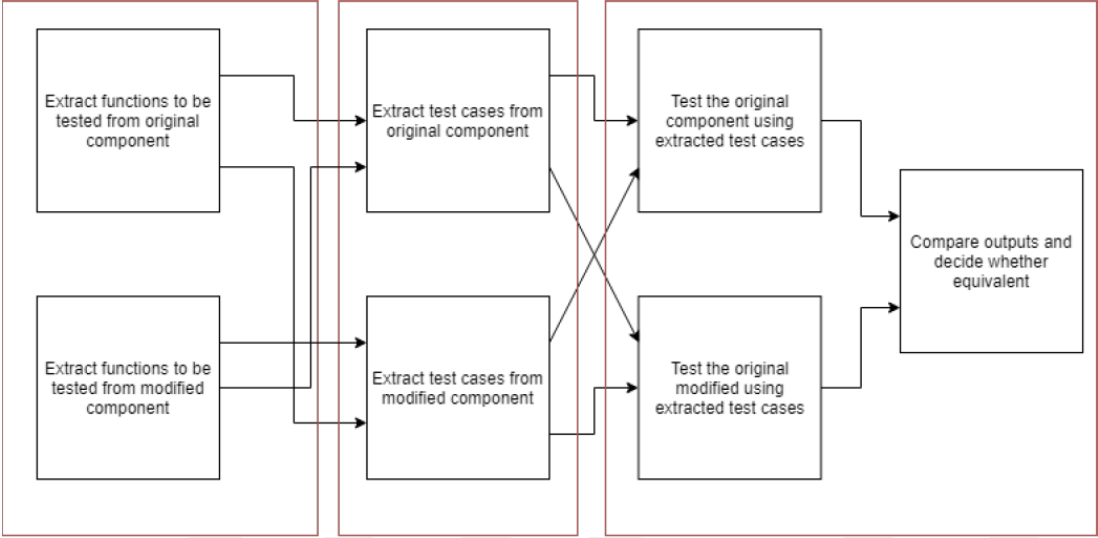 Extract functions to be
tested from original
component
Extract test cases from
original component
Test the original
component using
extracted test cases
Compare outputs and
decide whether
equivalent
Extract functions to be
tested from modified
component
Extract test cases from
modified component
Test the original
modified using
extracted test cases